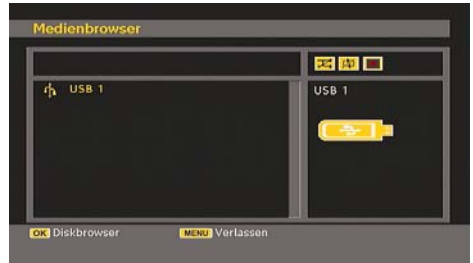 Medienbrowser
USB 1
USB 1
OK Diskbrowser
MENU Verlassen